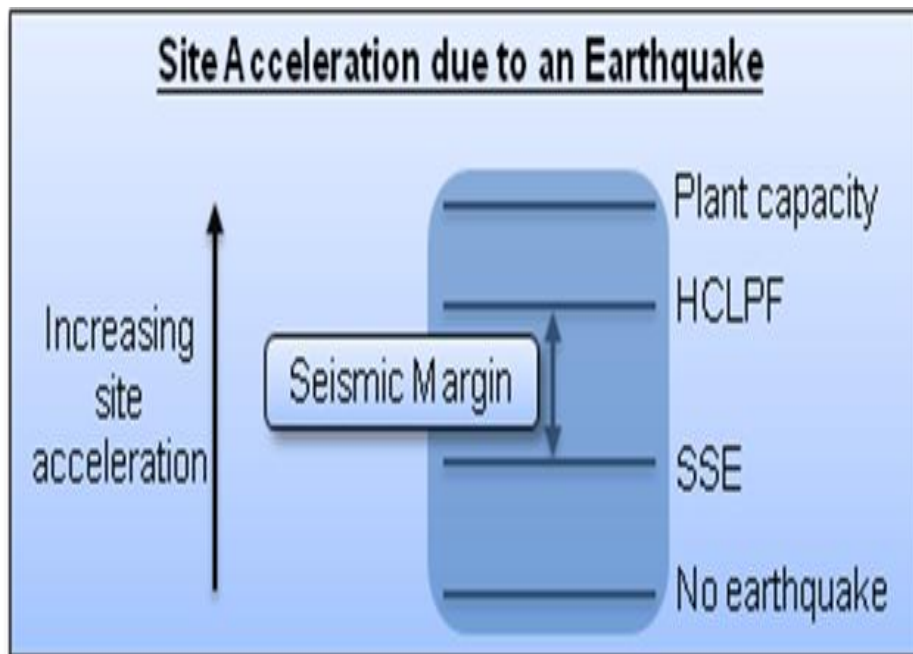 Site Acceleration due to an Earthquake
Plant capacity
HCLPF
Increasing
site
acceleration
Seismic Margin
SSE
No earthquake